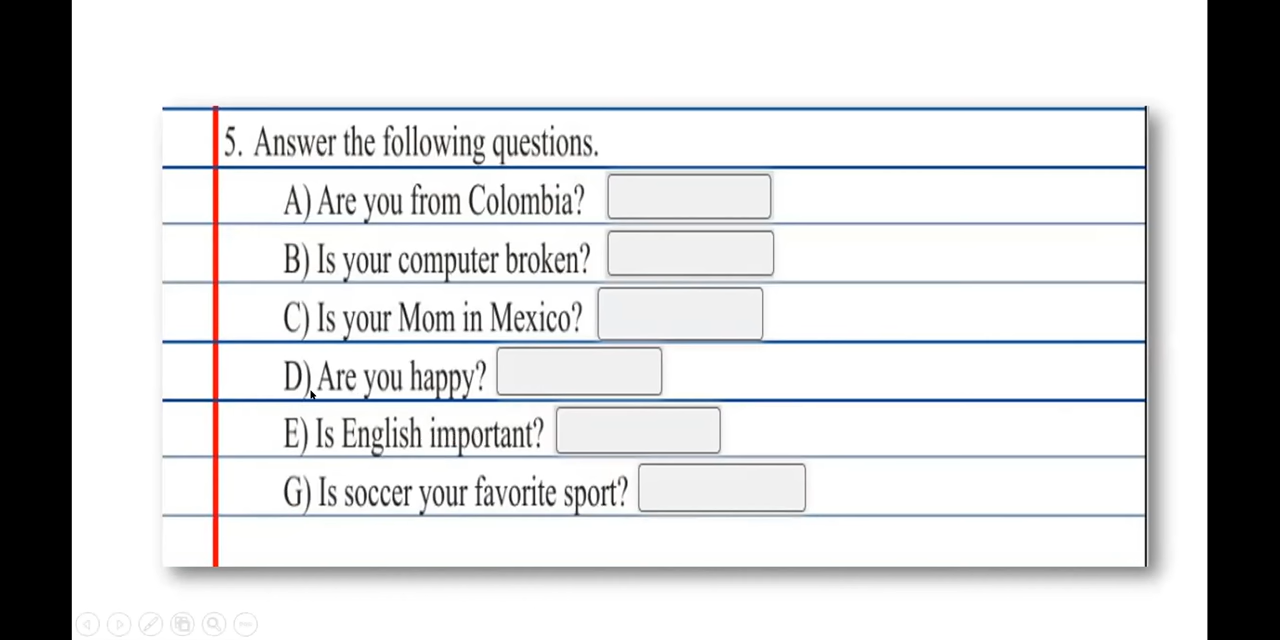 5. Answer the following questions.
A) Are you from Colombia?
B) Is your computer broken?
C) Is your Mom in Mexico?
D) Are you happy?
E) Is English important?
G) Is soccer your favorite sport?